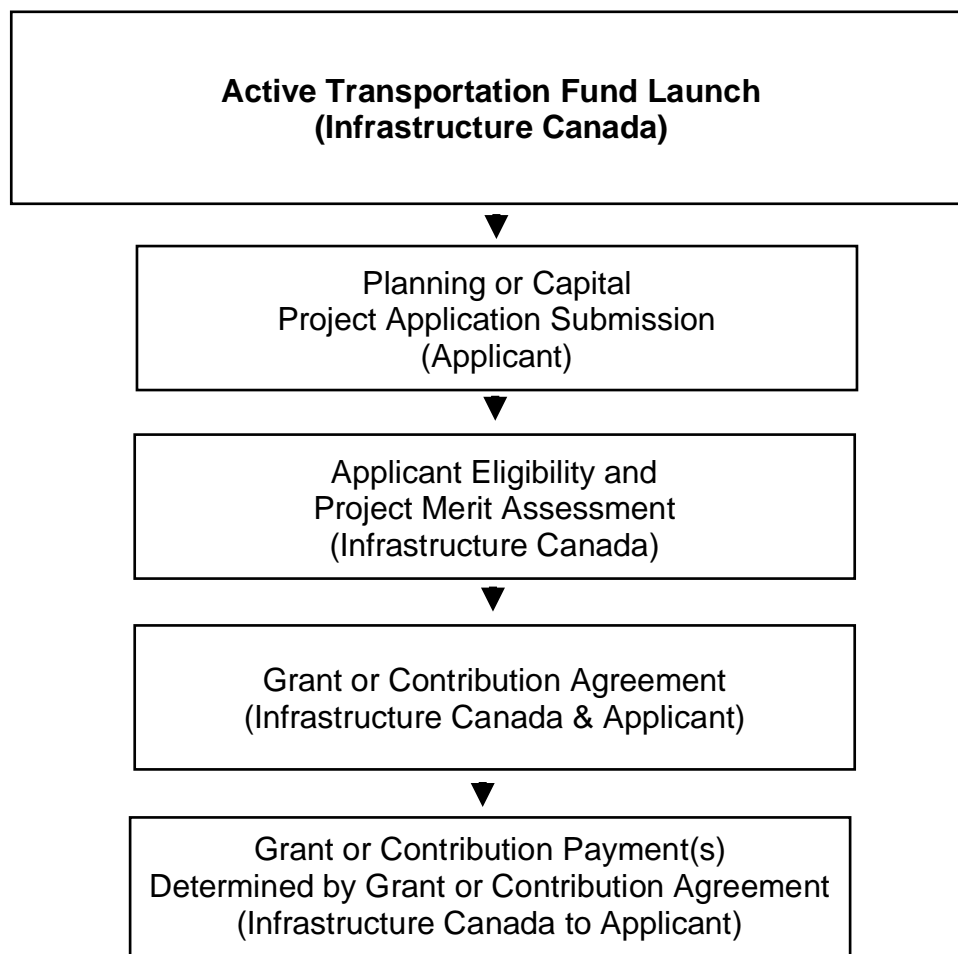 Active Transportation Fund Launch
(Infrastructure Canada)
Planning or Capital
Project Application Submission
(Applicant)
Applicant Eligibility and
Project Merit Assessment
(Infrastructure Canada)
Grant or Contribution Agreement
(Infrastructure Canada & Applicant)
Grant or Contribution Payment(s)
Determined by Grant or Contribution Agreement
(Infrastructure Canada to Applicant)